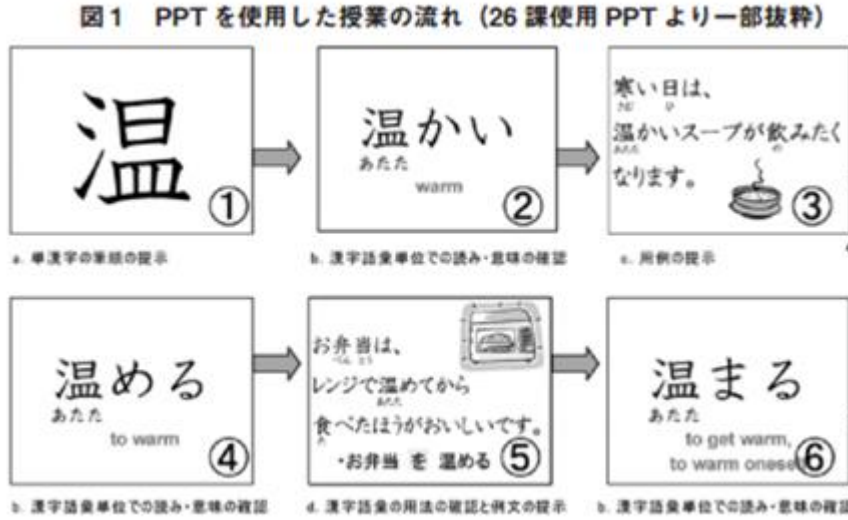 図1 PPTを使用した授業の流れ（26課使用PPTより一部抜粋）
温
①
温かい
あたた
warm
②
寒い日は、
さむ ひ
温かいスープが飲みたく
あたた の
なります。
③
a. 単漢字の筆順の提示
b. 漢字語彙単位での読み・意味の確認
c. 用例の提示
温める
あたた
to warm
④
お弁当は、
べん とう
レンジで温めてから
あたた
食べたほうがおいしいです。
た
・お弁当 を 温める
⑤
温まる
あたた
to get warm,
to warm onese
⑥
b. 漢字語彙単位での読み・意味の確認
d. 漢字語彙の用法の確認と例文の提示
b. 漢字語彙単位での読み・意味の確認